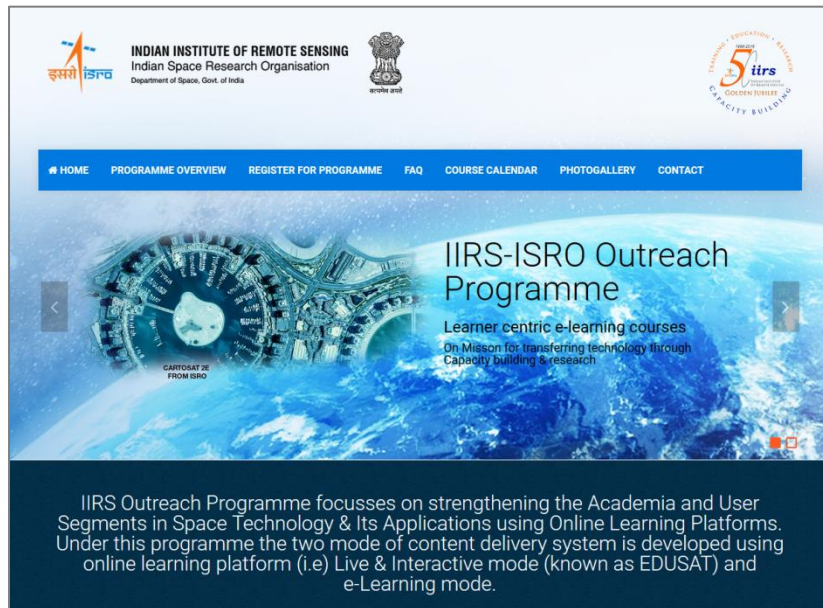 इसरो isro
INDIAN INSTITUTE OF REMOTE SENSING
Indian Space Research Organisation
Department of Space, Govt. of India
सत्यमेव जयते
TRAINING • EDUCATION • RESEARCH
iirs
GOLDEN JUBILEE
CAPACITY BUILDING
HOME PROGRAMME OVERVIEW REGISTER FOR PROGRAMME FAQ COURSE CALENDAR PHOTOGALLERY CONTACT
IIRS-ISRO Outreach
Programme
Learner centric e-learning courses
On Misson for transferring technology through
Capacity building & research
CARTOSAT 2E
FROM ISRO
IIRS Outreach Programme focusses on strengthening the Academia and User
Segments in Space Technology & Its Applications using Online Learning Platforms.
Under this programme the two mode of content delivery system is developed using
online learning platform (i.e) Live & Interactive mode (known as EDUSAT) and
e-Learning mode.